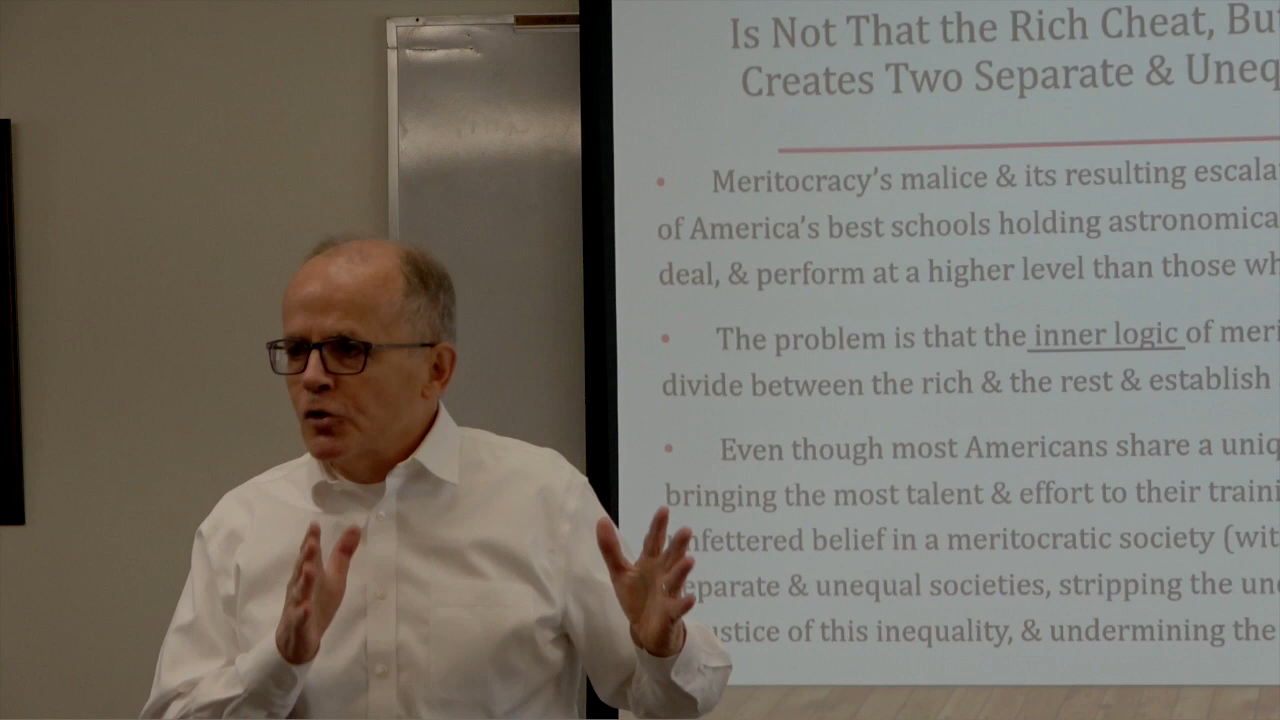 Is Not That the Rich Cheat, Bu
Creates Two Separate & Uneq
• Meritocracy's malice & its resulting escala
of America's best schools holding astronomica
deal, & perform at a higher level than those wh
• The problem is that the inner logic of meri
divide between the rich & the rest & establish
• Even though most Americans share a uniq
bringing the most talent & effort to their traini
nfettered belief in a meritocratic society (wit
eparate & unequal societies, stripping the un
ustice of this inequality, & undermining the